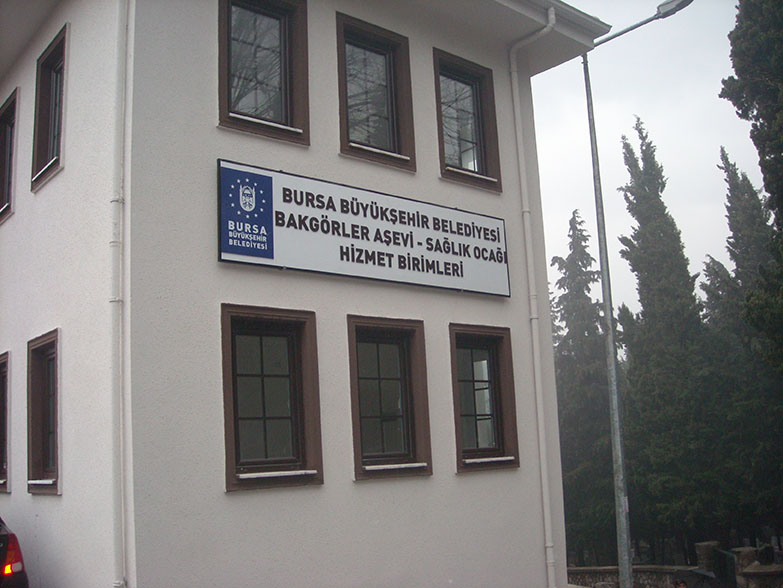 BURSA
BÜYÜKŞEHİR
BELEDİYESİ
BURSA BÜYÜKŞEHİR BELEDİYESİ
BAKGÖRLER AŞEVİ - SAĞLIK OCAĞI
HİZMET BİRİMLERİ